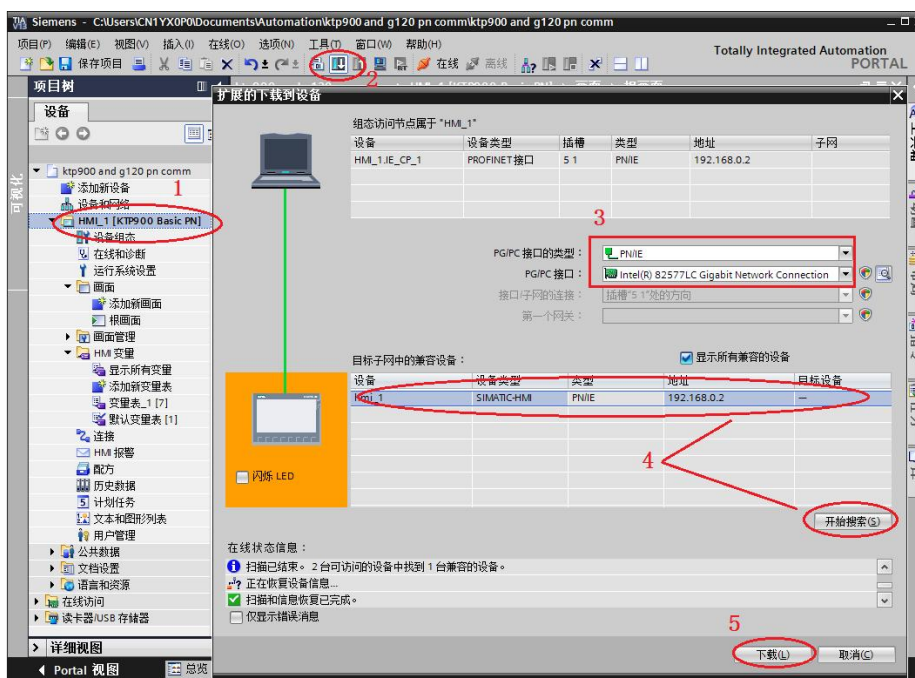 Siemens - C:\Users\CN1YX0P0\Documents\Automation\ktp900 and g120 pn comm\ktp900 and g120 pn comm
项目(P) 编辑(E) 视图(V) 插入(I) 在线(O) 选项(N) 工具(T) 窗口(W) 帮助(H)
Totally Integrated Automation
PORTAL
保存项目 在线 离线
2
项目树
设备
ktp900 and g120 pn comm
1
添加新设备
设备和网络
HMI_1 [KTP900 Basic PN]
设备组态
在线和诊断
运行系统设置
画面
添加新画面
根画面
画面管理
HMI 变量
显示所有变量
添加新变量表
变量表_1 [7]
默认变量表 [1]
连接
HMI 报警
配方
历史数据
计划任务
文本和图形列表
用户管理
公共数据
文档设置
语言和资源
在线访问
读卡器/USB 存储器
详细视图
Portal 视图 总览
扩展的下载到设备
组态访问节点属于 "HMI_1"
设备 设备类型 插槽 类型 地址 子网
HMI_1.IE_CP_1 PROFINET接口 5 1 PN/IE 192.168.0.2
3
PG/PC 接口的类型： PN/IE
PG/PC 接口： Intel(R) 82577LC Gigabit Network Connection
接口/子网的连接： 插槽"5 1"处的方向
第一个网关：
目标子网中的兼容设备： 显示所有兼容的设备
设备 设备类型 类型 地址 目标设备
Hmi_1 SIMATIC-HMI PN/IE 192.168.0.2 —
4
闪烁 LED
开始搜索(S)
在线状态信息：
扫描已结束。 2台可访问的设备中找到 1 台兼容的设备。
正在恢复设备信息...
扫描和信息恢复已完成。
仅显示错误消息
5
下载(L) 取消(C)